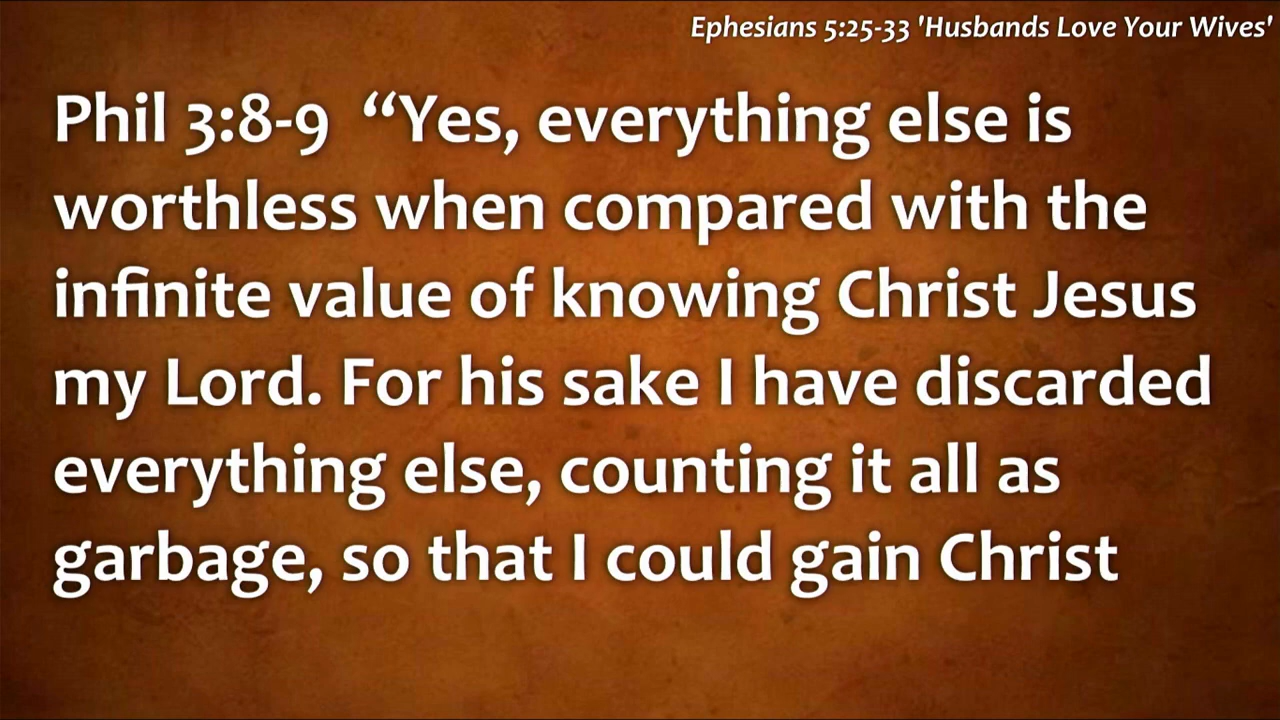 Ephesians 5:25-33 'Husbands Love Your Wives'
Phil 3:8-9 “Yes, everything else is
worthless when compared with the
infinite value of knowing Christ Jesus
my Lord. For his sake I have discarded
everything else, counting it all as
garbage, so that I could gain Christ